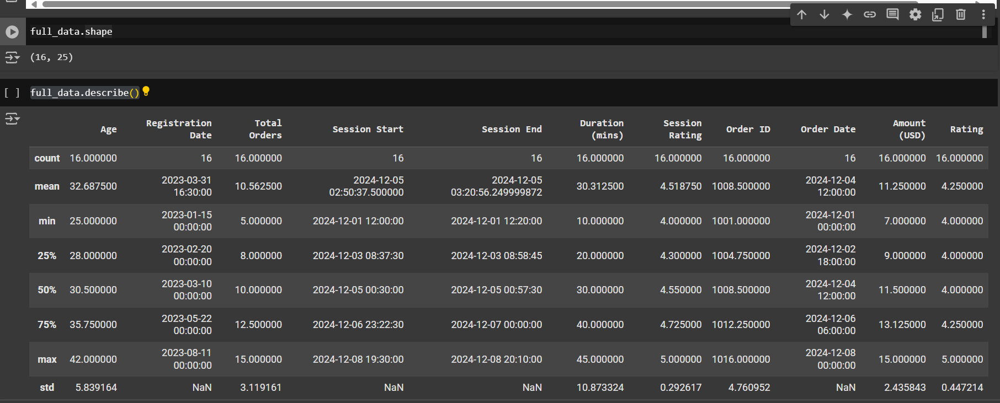 full_data.shape
(16, 25)
[ ] full_data.describe()
Age Registration Date Total Orders Session Start Session End Duration (mins) Session Rating Order ID Order Date Amount (USD) Rating
count 16.000000 16 16.000000 16 16 16.000000 16.000000 16.000000 16 16.000000 16.000000
mean 32.687500 2023-03-31 16:30:00 10.562500 2024-12-05 02:50:37.500000 2024-12-05 03:20:56.249999872 30.312500 4.518750 1008.500000 2024-12-04 12:00:00 11.250000 4.250000
min 25.000000 2023-01-15 00:00:00 5.000000 2024-12-01 12:00:00 2024-12-01 12:20:00 10.000000 4.000000 1001.000000 2024-12-01 00:00:00 7.000000 4.000000
25% 28.000000 2023-02-20 00:00:00 8.000000 2024-12-03 08:37:30 2024-12-03 08:58:45 20.000000 4.300000 1004.750000 2024-12-02 18:00:00 9.000000 4.000000
50% 30.500000 2023-03-10 00:00:00 10.000000 2024-12-05 00:30:00 2024-12-05 00:57:30 30.000000 4.550000 1008.500000 2024-12-04 12:00:00 11.500000 4.000000
75% 35.750000 2023-05-22 00:00:00 12.500000 2024-12-06 23:22:30 2024-12-07 00:00:00 40.000000 4.725000 1012.250000 2024-12-06 06:00:00 13.125000 4.250000
max 42.000000 2023-08-11 00:00:00 15.000000 2024-12-08 19:30:00 2024-12-08 20:10:00 45.000000 5.000000 1016.000000 2024-12-08 00:00:00 15.000000 5.000000
std 5.839164 NaN 3.119161 NaN NaN 10.873324 0.292617 4.760952 NaN 2.435843 0.447214